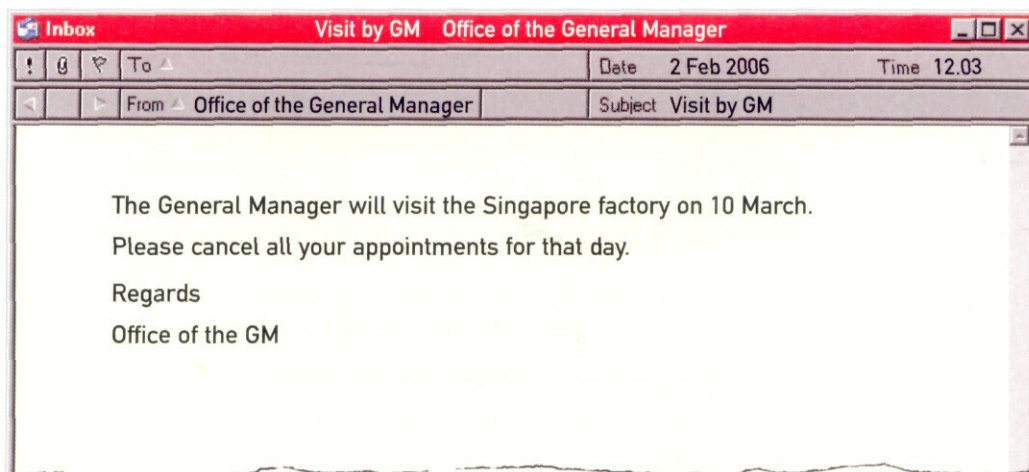 Inbox Visit by GM Office of the General Manager
! To Date 2 Feb 2006 Time 12.03
From Office of the General Manager Subject Visit by GM
The General Manager will visit the Singapore factory on 10 March.
Please cancel all your appointments for that day.
Regards
Office of the GM